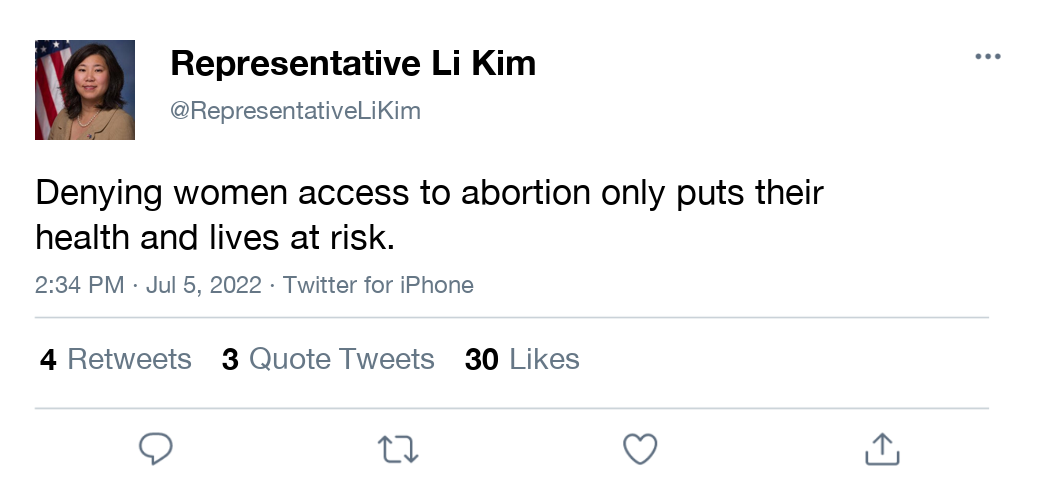 Representative Li Kim
@RepresentativeLiKim
Denying women access to abortion only puts their
health and lives at risk.
2:34 PM · Jul 5, 2022 · Twitter for iPhone
4 Retweets 3 Quote Tweets 30 Likes